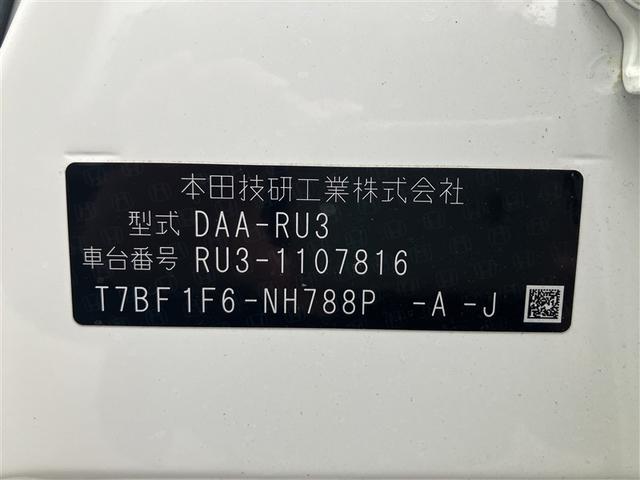 本田技研工業株式会社
型式 DAA-RU3
車台番号 RU3-1107816
T7BF1F6-NH788P -A -J